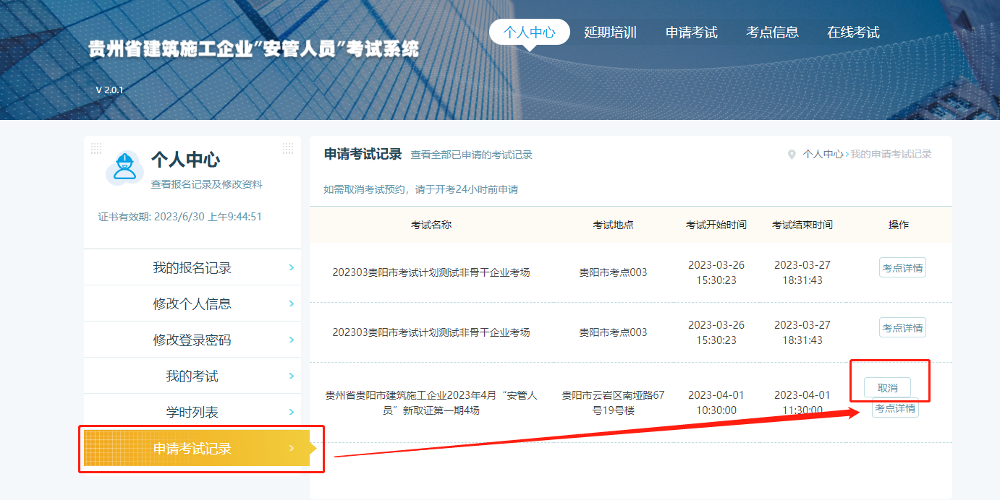 个人中心 延期培训 申请考试 考点信息 在线考试
贵州省建筑施工企业"安管人员"考试系统
V 2.0.1
个人中心
查看报名记录及修改资料
证书有效期: 2023/6/30 上午9:44:51
我的报名记录
修改个人信息
修改登录密码
我的考试
学时列表
申请考试记录
申请考试记录 查看全部已申请的考试记录
个人中心 › 我的申请考试记录
如需取消考试预约，请于开考24小时前申请
考试名称 考试地点 考试开始时间 考试结束时间 操作
202303贵阳市考试计划测试非骨干企业考场 贵阳市考点003 2023-03-26 2023-03-27 考点详情
15:30:23 18:31:43
202303贵阳市考试计划测试非骨干企业考场 贵阳市考点003 2023-03-26 2023-03-27 考点详情
15:30:23 18:31:43
取消
贵州省贵阳市建筑施工企业2023年4月“安管人 贵阳市云岩区南垭路67 2023-04-01 2023-04-01
员”新取证第一期4场 号19号楼 10:30:00 11:30:00 考点详情